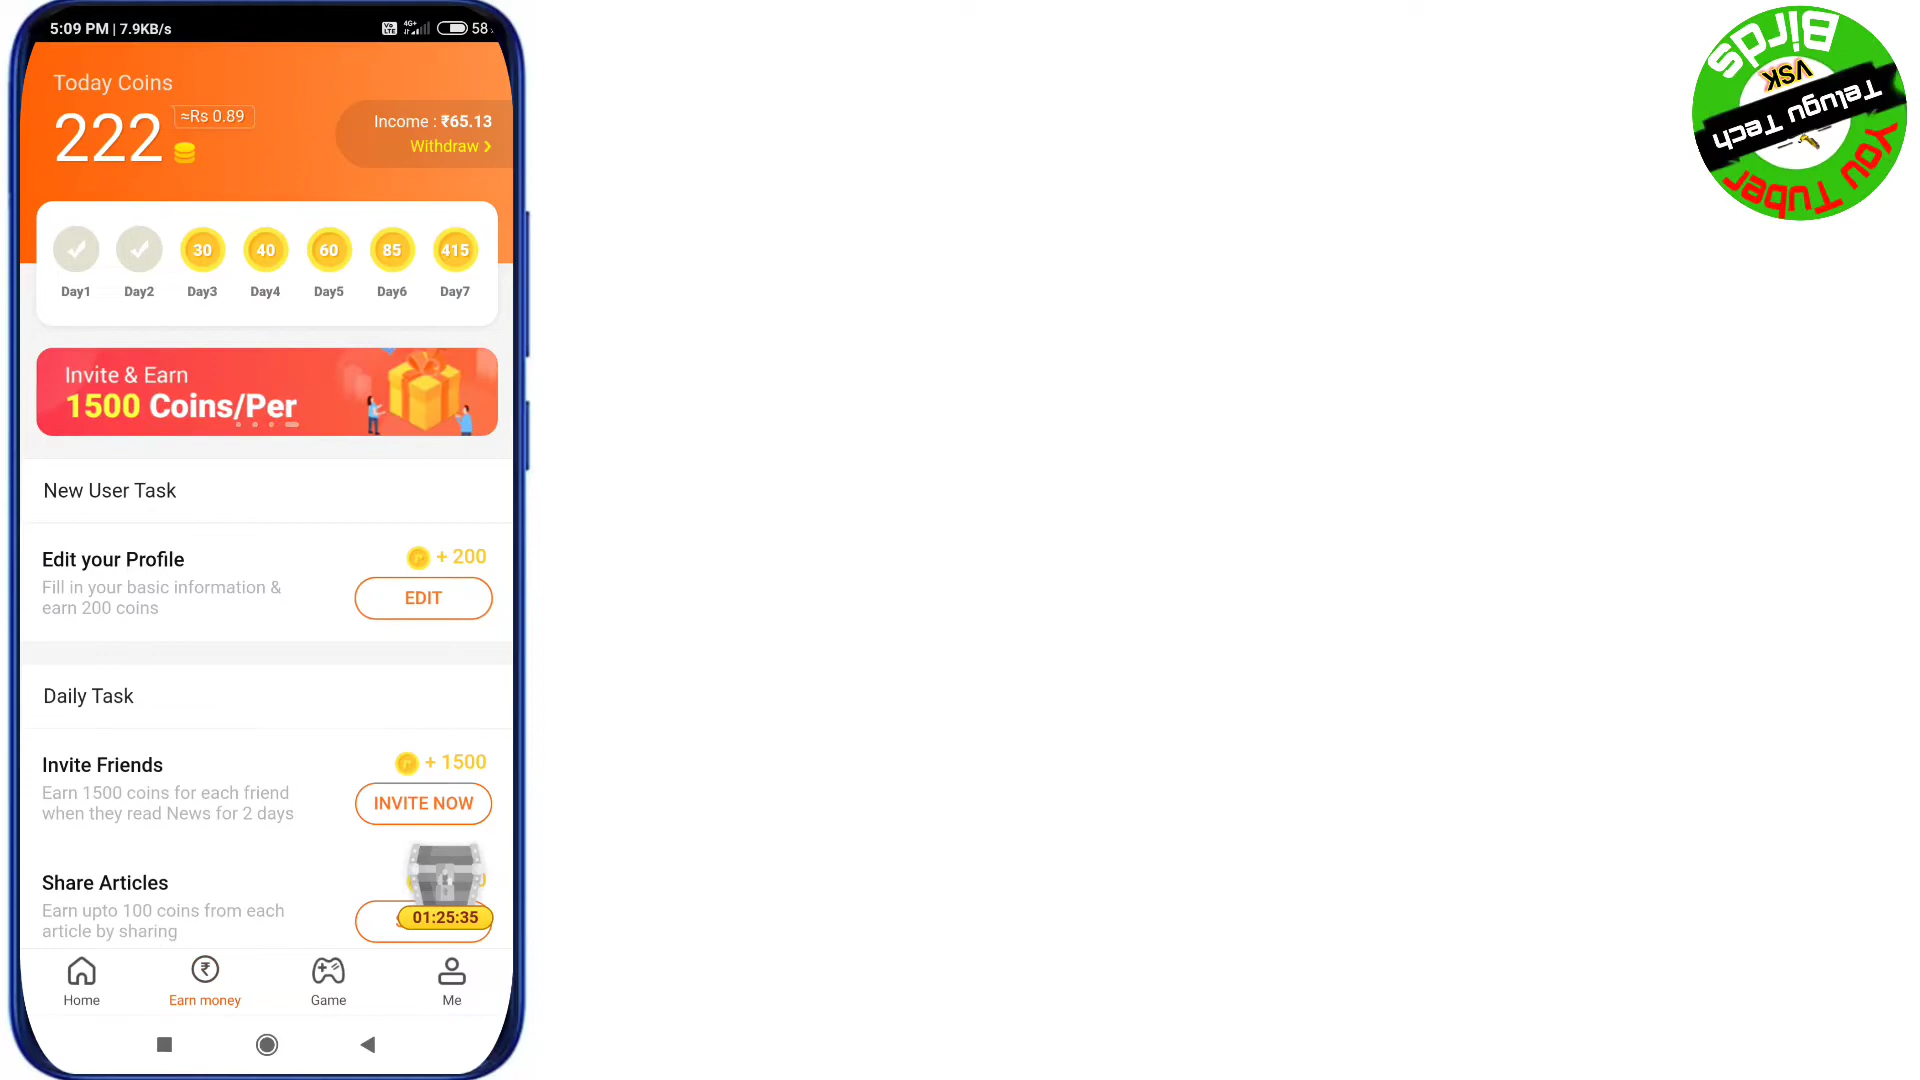 5:09 PM | 7.9KB/s
Vo LTE
4G+
58
Today Coins
222
≈Rs 0.89
Income : ₹65.13
Withdraw >
30
40
60
85
415
Day1
Day2
Day3
Day4
Day5
Day6
Day7
Invite & Earn
1500 Coins/Per
New User Task
Edit your Profile
+ 200
Fill in your basic information &
earn 200 coins
EDIT
Daily Task
Invite Friends
+ 1500
Earn 1500 coins for each friend
when they read News for 2 days
INVITE NOW
Share Articles
Earn upto 100 coins from each
article by sharing
01:25:35
Home
Earn money
Game
Me
You Tuber
Telugu Tech
VSK
Birds